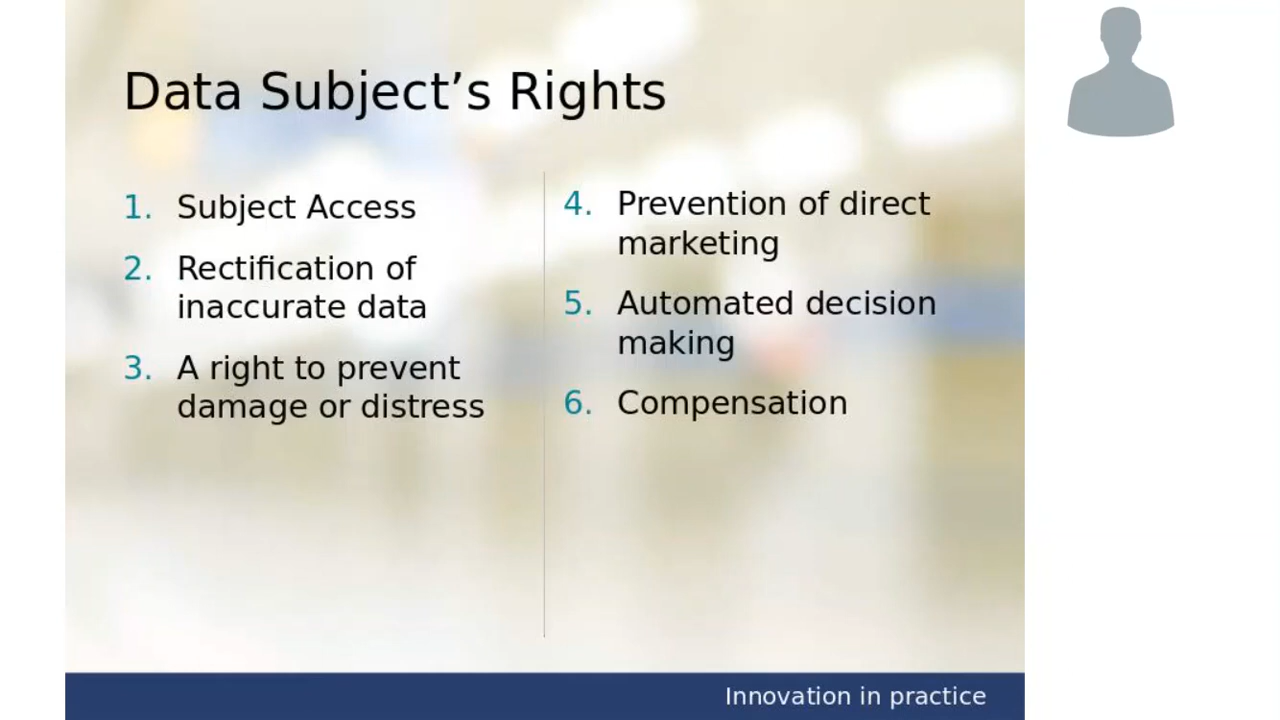 Data Subject’s Rights
1. Subject Access
2. Rectification of
inaccurate data
3. A right to prevent
damage or distress
4. Prevention of direct
marketing
5. Automated decision
making
6. Compensation
Innovation in practice